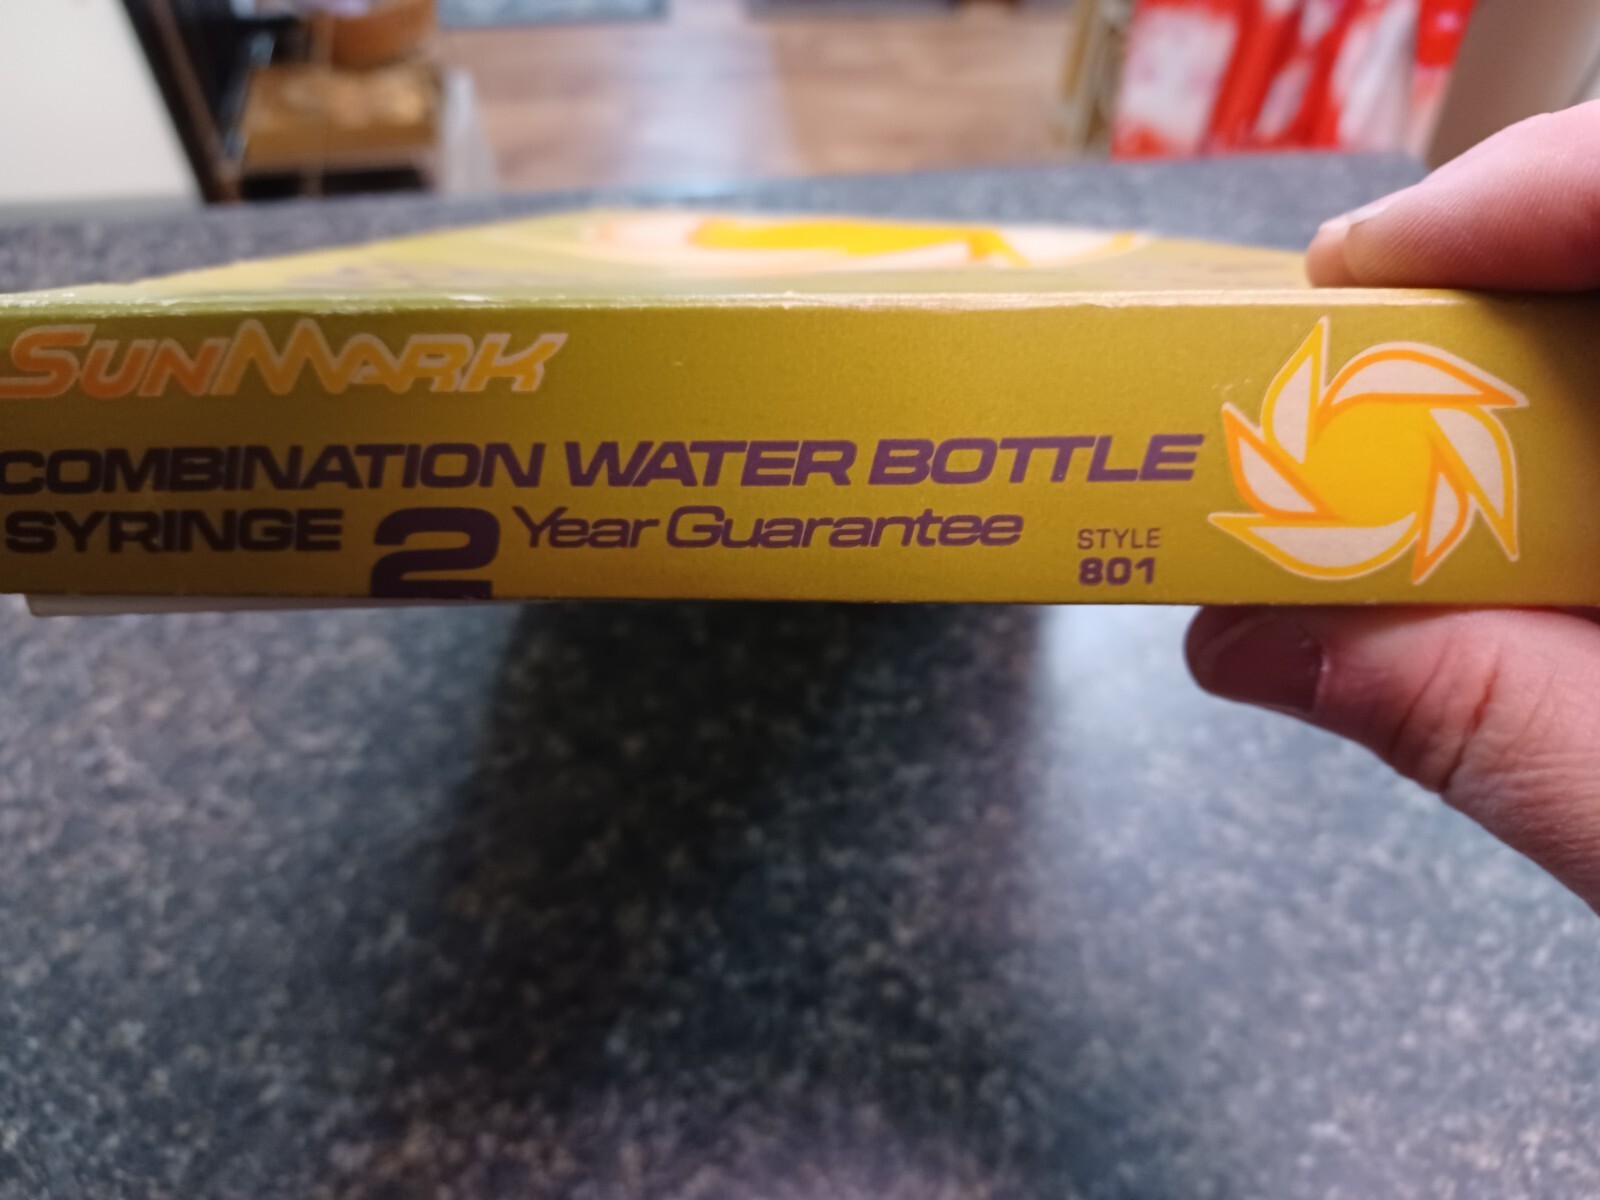 SUNMARK
COMBINATION WATER BOTTLE
SYRINGE 2 Year Guarantee
STYLE
801